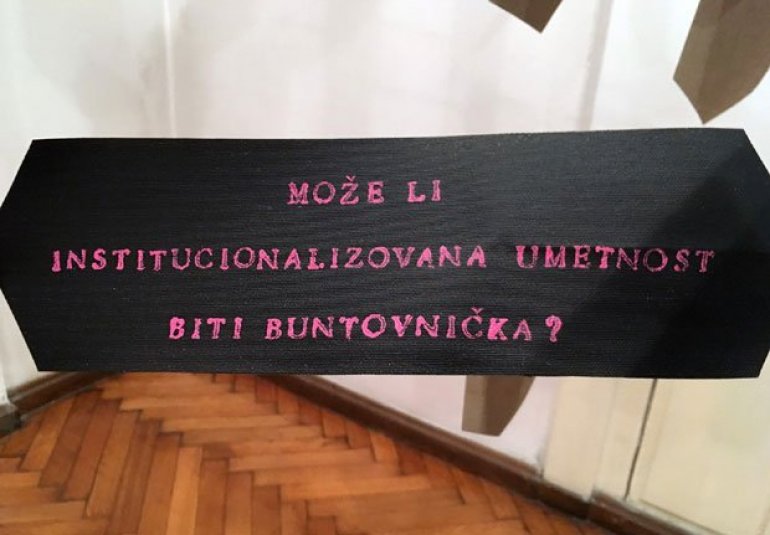 MOŽE LI
INSTITUCIONALIZOVANA UMETNOST
BITI BUNTOVNIČKA?